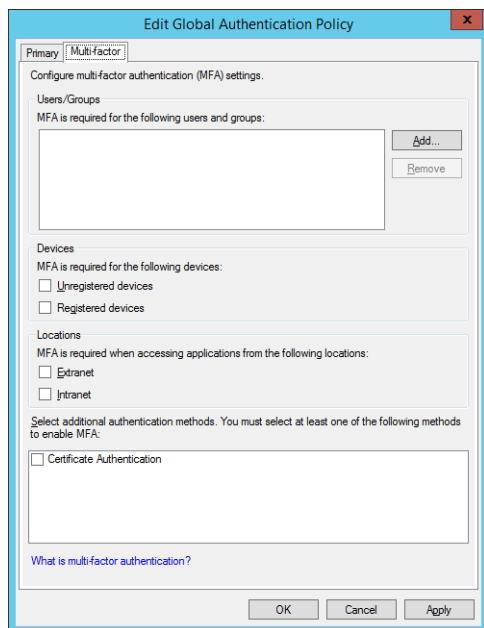 Edit Global Authentication Policy
x
Primary Multi-factor
Configure multi-factor authentication (MFA) settings.
Users/Groups
MFA is required for the following users and groups:
Add...
Remove
Devices
MFA is required for the following devices:
Unregistered devices
Registered devices
Locations
MFA is required when accessing applications from the following locations:
Extranet
Intranet
Select additional authentication methods. You must select at least one of the following methods
to enable MFA:
Certificate Authentication
What is multi-factor authentication?
OK Cancel Apply